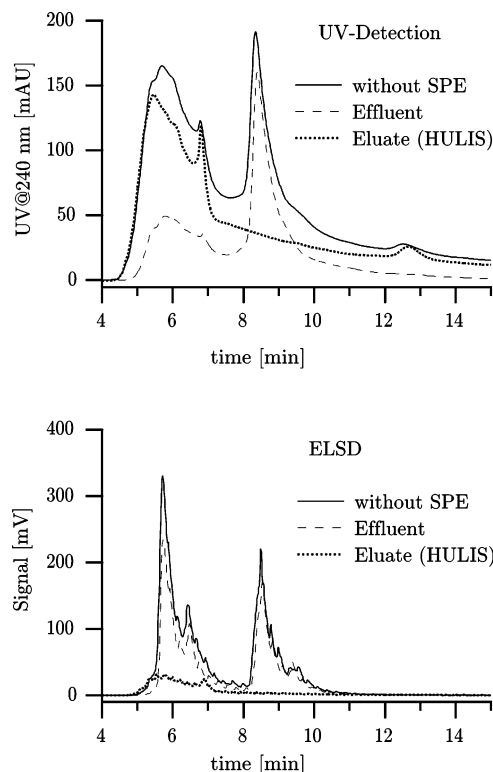 200
UV-Detection
150
without SPE
Effluent
100
Eluate (HULIS)
UV@240 nm [mAU]
50
0
4 6 8 10 12 14
time [min]
400
ELSD
300
without SPE
Effluent
200
Eluate (HULIS)
Signal [mV]
100
0
4 6 8 10 12 14
time [min]